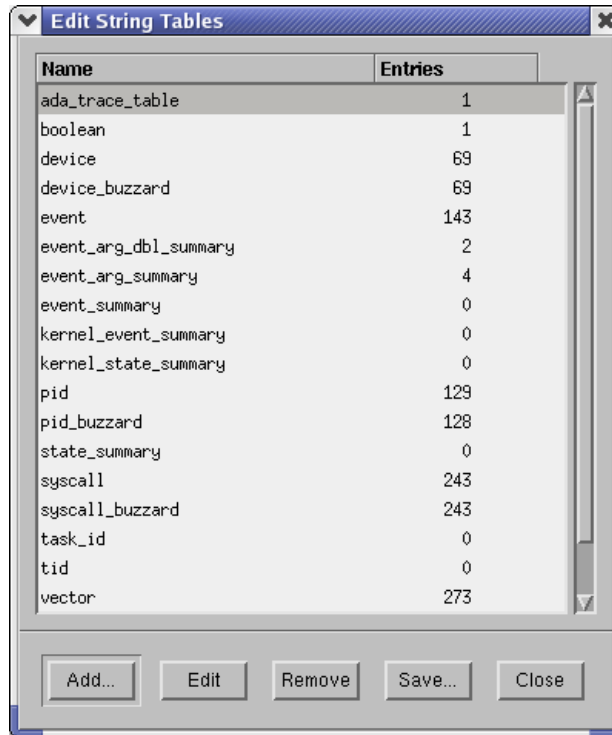 Edit String Tables
Name Entries
ada_trace_table 1
boolean 1
device 69
device_buzzard 69
event 143
event_arg_dbl_summary 2
event_arg_summary 4
event_summary 0
kernel_event_summary 0
kernel_state_summary 0
pid 129
pid_buzzard 128
state_summary 0
syscall 243
syscall_buzzard 243
task_id 0
tid 0
vector 273
Add... Edit Remove Save... Close